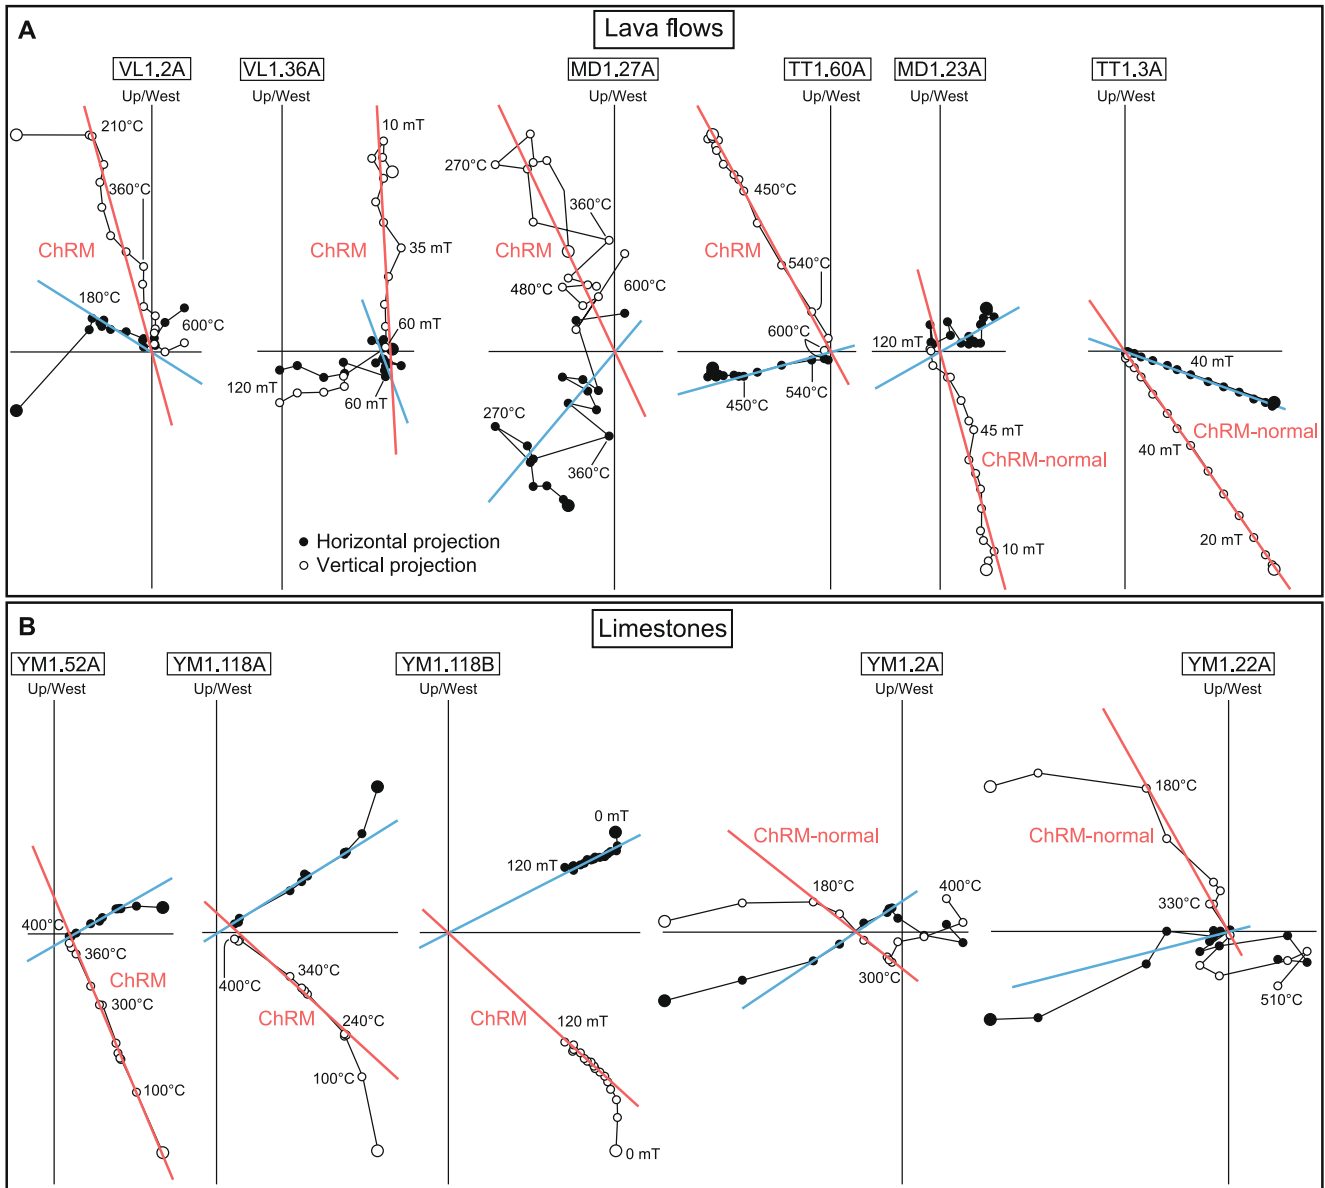 A
Lava flows
VL1.2A
VL1.36A
MD1.27A
TT1.60A
MD1.23A
TT1.3A
Up/West
Up/West
Up/West
Up/West
Up/West
Up/West
210°C
360°C
ChRM
180°C
600°C
10 mT
ChRM
35 mT
60 mT
120 mT
60 mT
270°C
360°C
ChRM
480°C
600°C
270°C
360°C
450°C
ChRM
540°C
600°C
450°C
540°C
120 mT
45 mT
ChRM-normal
10 mT
40 mT
ChRM-normal
40 mT
20 mT
Horizontal projection
Vertical projection
B
Limestones
YM1.52A
YM1.118A
YM1.118B
YM1.2A
YM1.22A
Up/West
Up/West
Up/West
Up/West
Up/West
400°C
360°C
ChRM
300°C
100°C
400°C
340°C
ChRM
240°C
100°C
0 mT
120 mT
ChRM
120 mT
0 mT
ChRM-normal
180°C
400°C
300°C
180°C
ChRM-normal
330°C
510°C